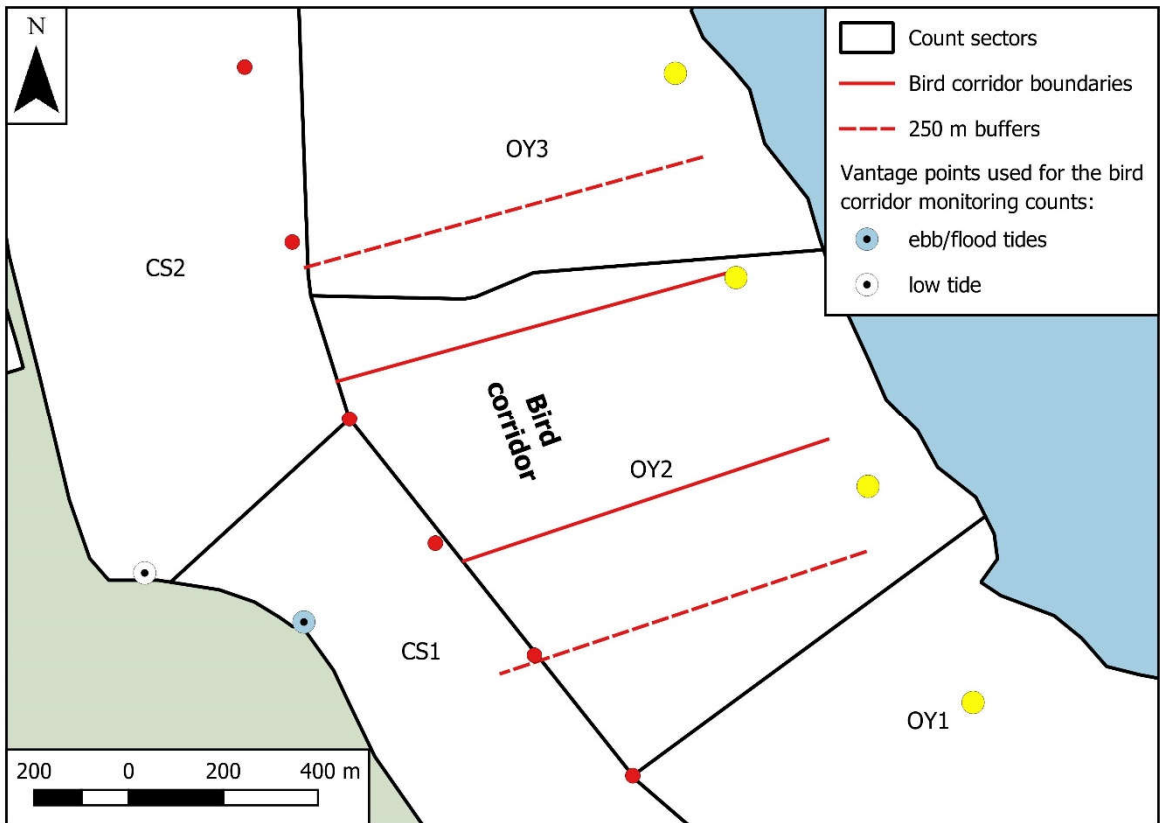 N
Count sectors
Bird corridor boundaries
250 m buffers
Vantage points used for the bird
corridor monitoring counts:
ebb/flood tides
low tide
OY3
CS2
Bird
corridor
OY2
CS1
OY1
200 0 200 400 m